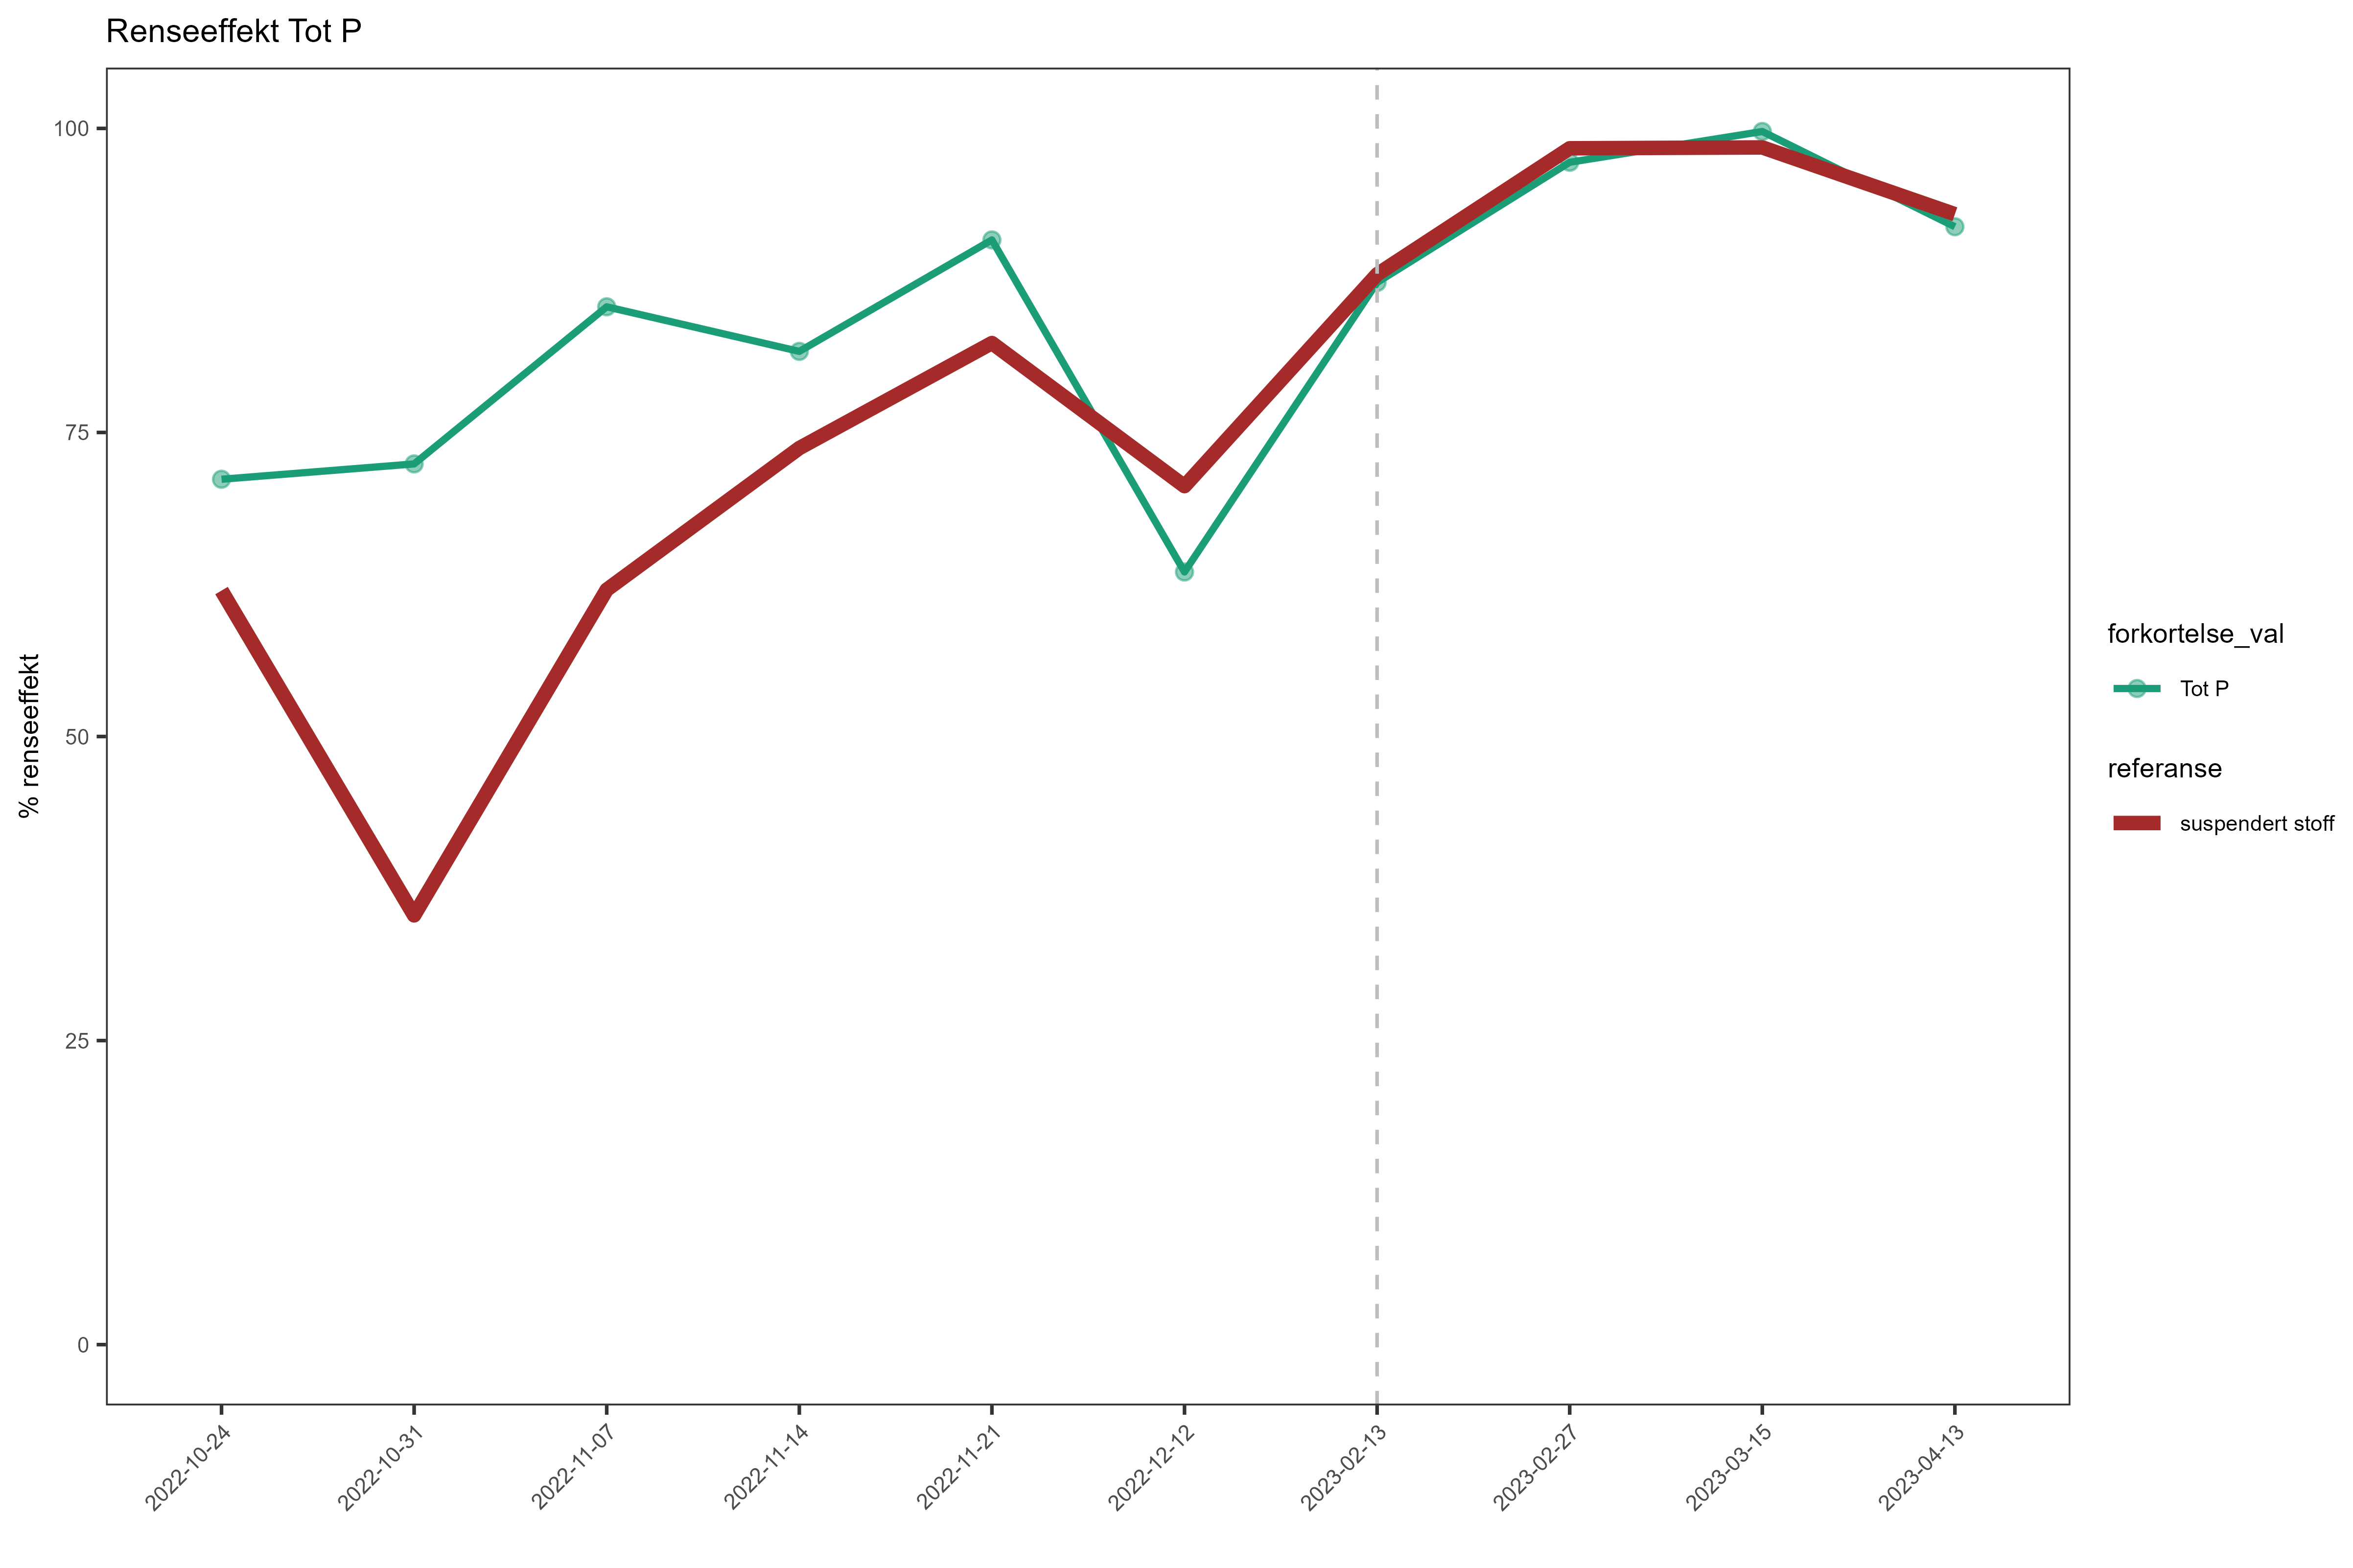 Renseeffekt Tot P
% renseeffekt
100
75
50
25
0
2022-10-24
2022-10-31
2022-11-07
2022-11-14
2022-11-21
2022-12-12
2023-02-13
2023-02-27
2023-03-15
2023-04-13
forkortelse_val
Tot P
referanse
suspendert stoff